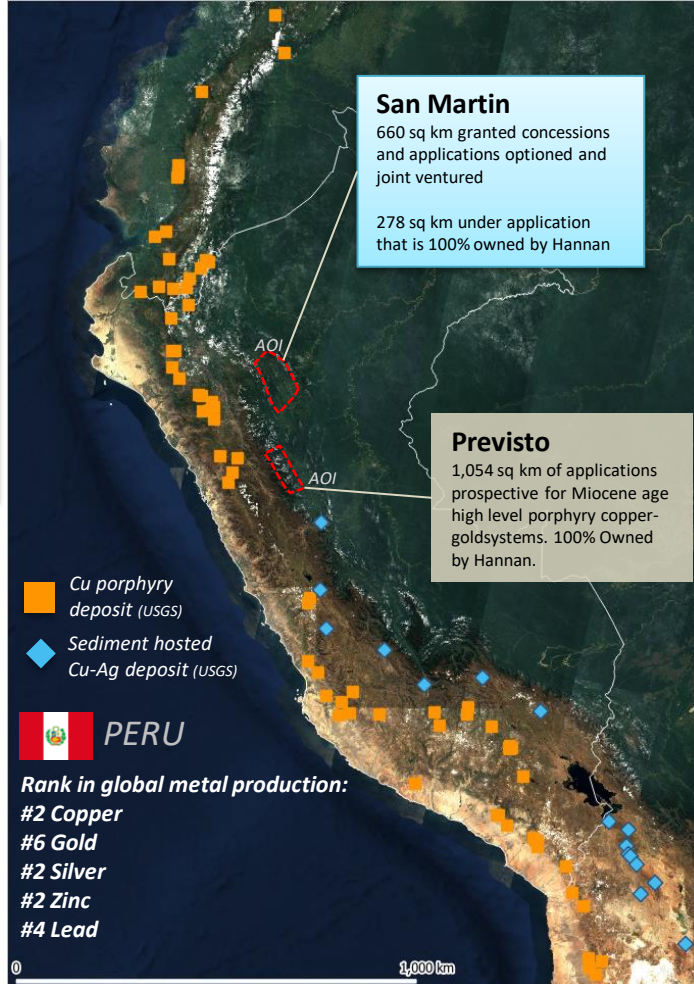 San Martin
660 sq km granted concessions
and applications optioned and
joint ventured
278 sq km under application
that is 100% owned by Hannan
AOI
AOI
Previsto
1,054 sq km of applications
prospective for Miocene age
high level porphyry copper-
goldsystems. 100% Owned
by Hannan.
Cu porphyry
deposit (USGS)
Sediment hosted
Cu-Ag deposit (USGS)
PERU
Rank in global metal production:
#2 Copper
#6 Gold
#2 Silver
#2 Zinc
#4 Lead
0 1,000 km